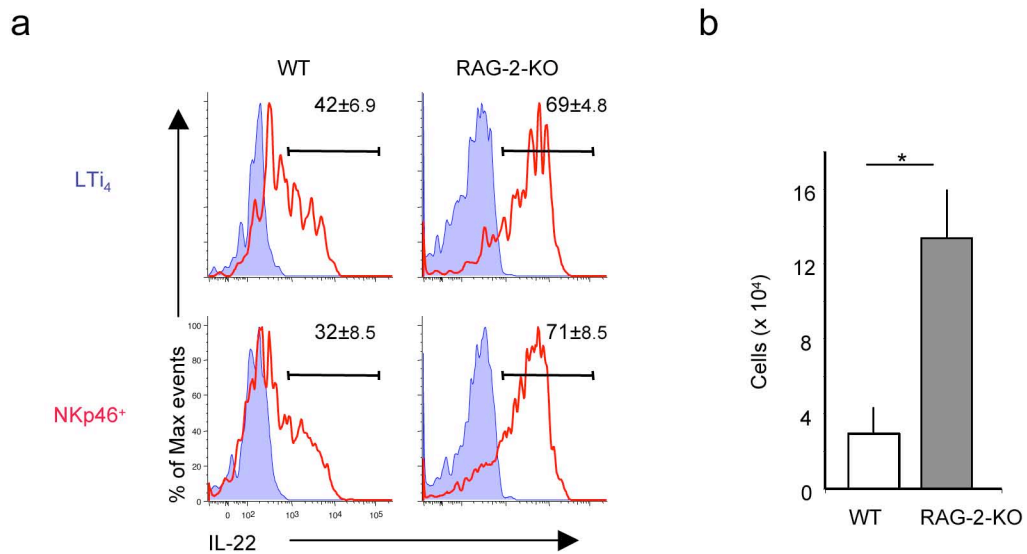 a
b
WT
RAG-2-KO
42±6.9
69±4.8
LTi4
32±8.5
71±8.5
NKp46+
% of Max events
100
80
60
40
20
0
0 10² 10³ 10⁴ 10⁵
IL-22
*
Cells (x 10⁴)
16
12
8
4
0
WT
RAG-2-KO